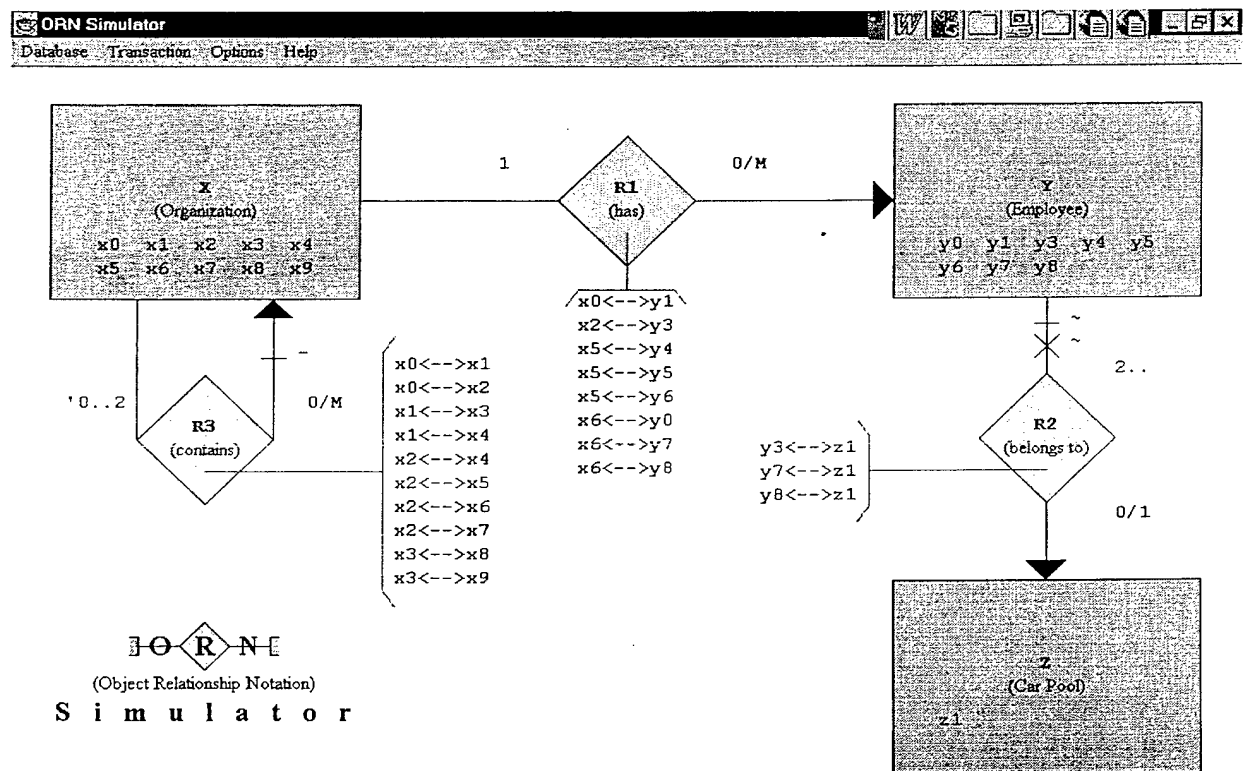 ORN Simulator
Database Transaction Options Help
X
(Organization)
x0 x1 x2 x3 x4
x5 x6 x7 x8 x9
1
R1
(has)
0/M
Y
(Employee)
y0 y1 y3 y4 y5
y6 y7 y8
x0<-->y1
x2<-->y3
x5<-->y4
x5<-->y5
x5<-->y6
x6<-->y0
x6<-->y7
x6<-->y8
'0..2
R3
(contains)
0/M
-
x0<-->x1
x0<-->x2
x1<-->x3
x1<-->x4
x2<-->x4
x2<-->x5
x2<-->x6
x2<-->x7
x3<-->x8
x3<-->x9
~
~
2..
R2
(belongs to)
y3<-->z1
y7<-->z1
y8<-->z1
0/1
Z
(Car Pool)
z1
O R N
(Object Relationship Notation)
S i m u l a t o r